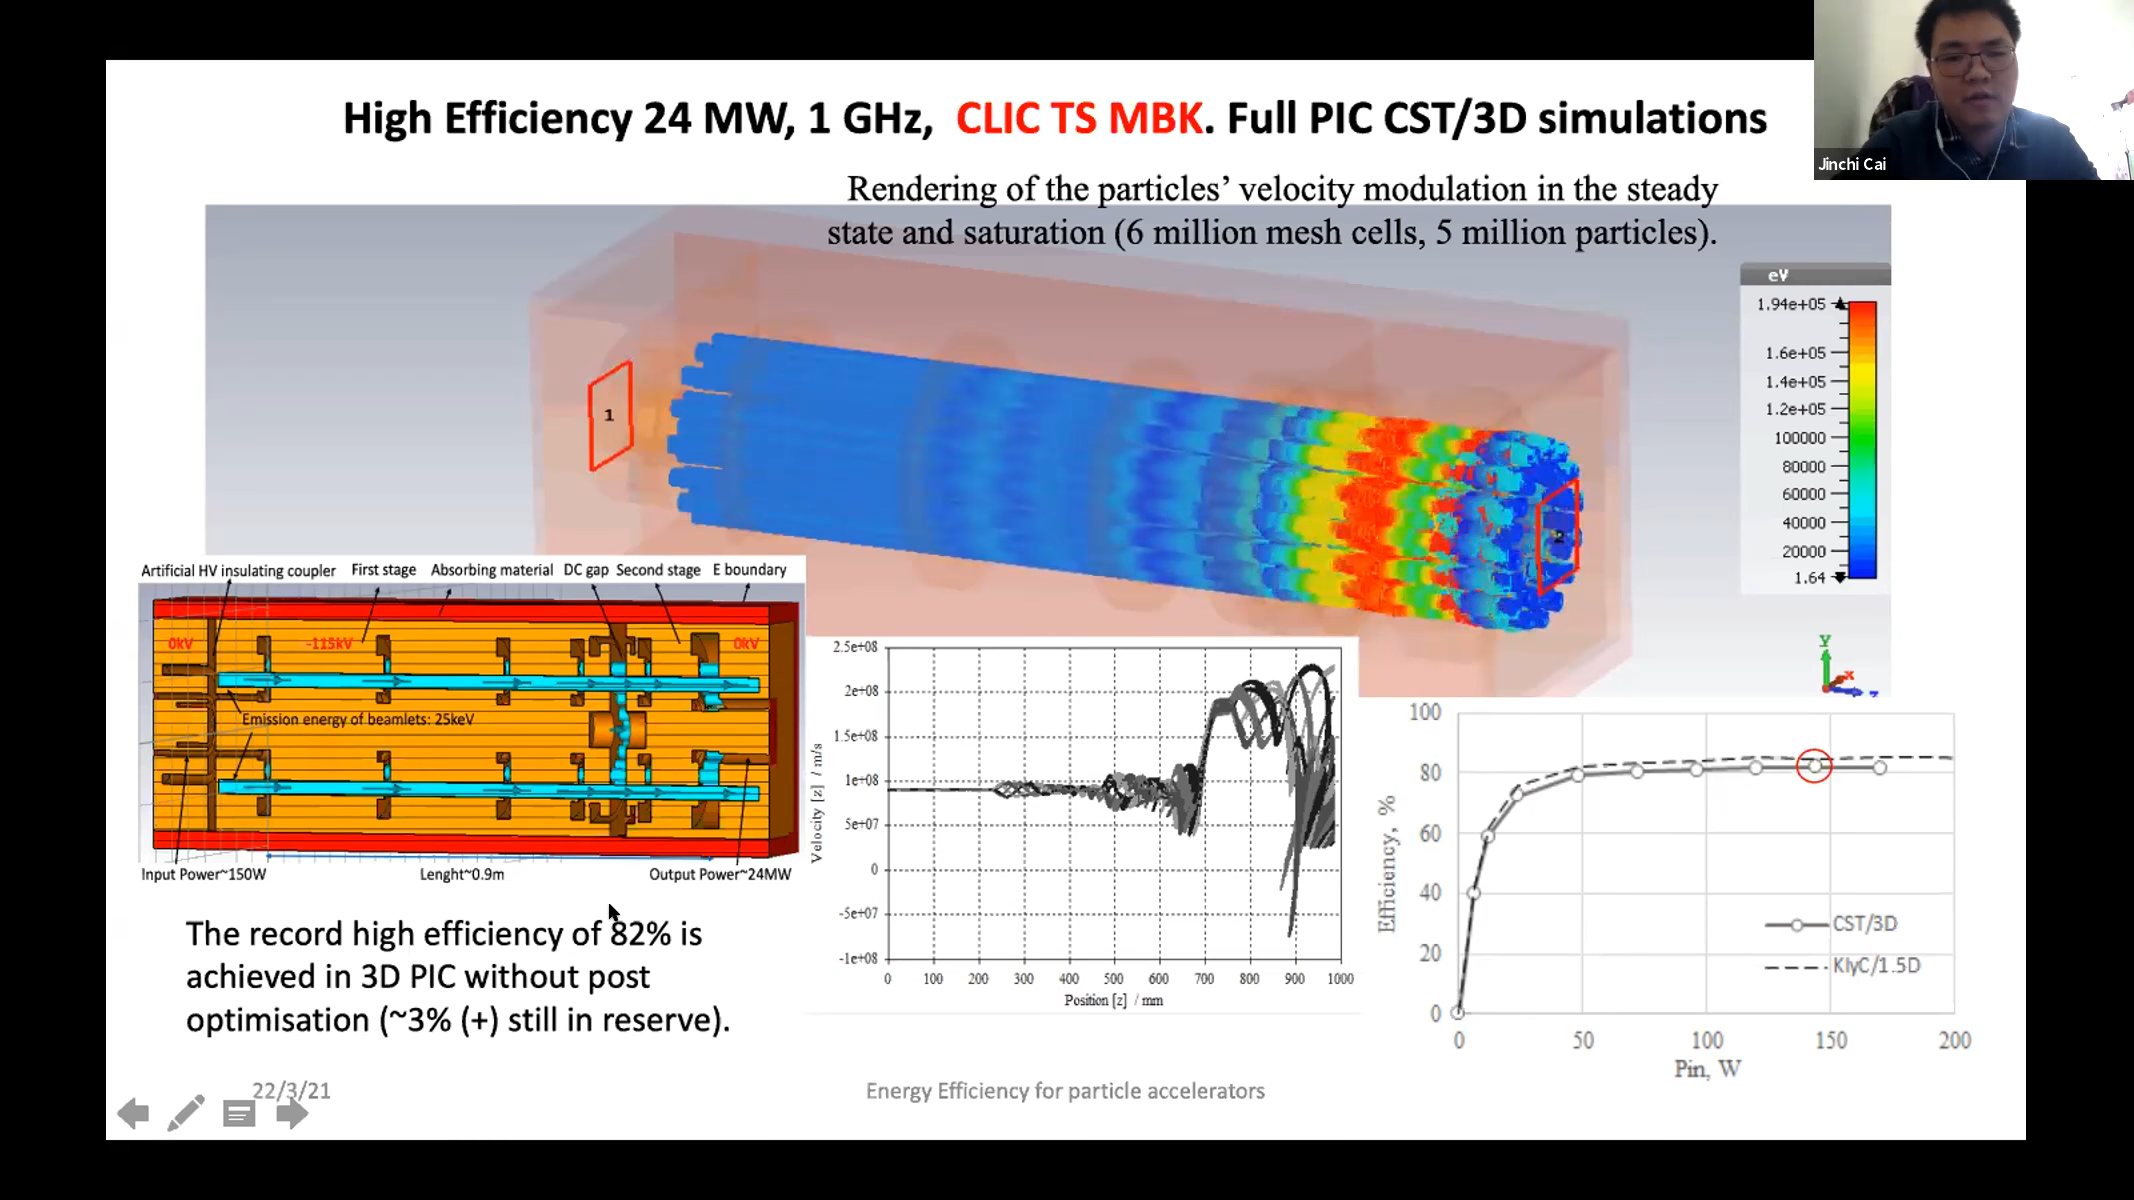 High Efficiency 24 MW, 1 GHz, CLIC TS MBK. Full PIC CST/3D simulations
Jinchi Cai
Rendering of the particles’ velocity modulation in the steady
state and saturation (6 million mesh cells, 5 million particles).
eV
1.94e+05
1.6e+05
1.4e+05
1.2e+05
100000
80000
60000
40000
20000
1.64
1
2
Y
x
z
Artificial HV insulating coupler First stage Absorbing material DC gap Second stage E boundary
0kV -115kV 0kV
Emission energy of beamlets: 25keV
Input Power~150W Lenght~0.9m Output Power~24MW
2.5e+08
2e+08
1.5e+08
1e+08
5e+07
0
-5e+07
-1e+08
Velocity [z] / m/s
0 100 200 300 400 500 600 700 800 900 1000
Position [z] / mm
100
80
60
40
20
0
Efficiency, %
CST/3D
KlyC/1.5D
0 50 100 150 200
Pin, W
The record high efficiency of 82% is
achieved in 3D PIC without post
optimisation (~3% (+) still in reserve).
22/3/21
Energy Efficiency for particle accelerators